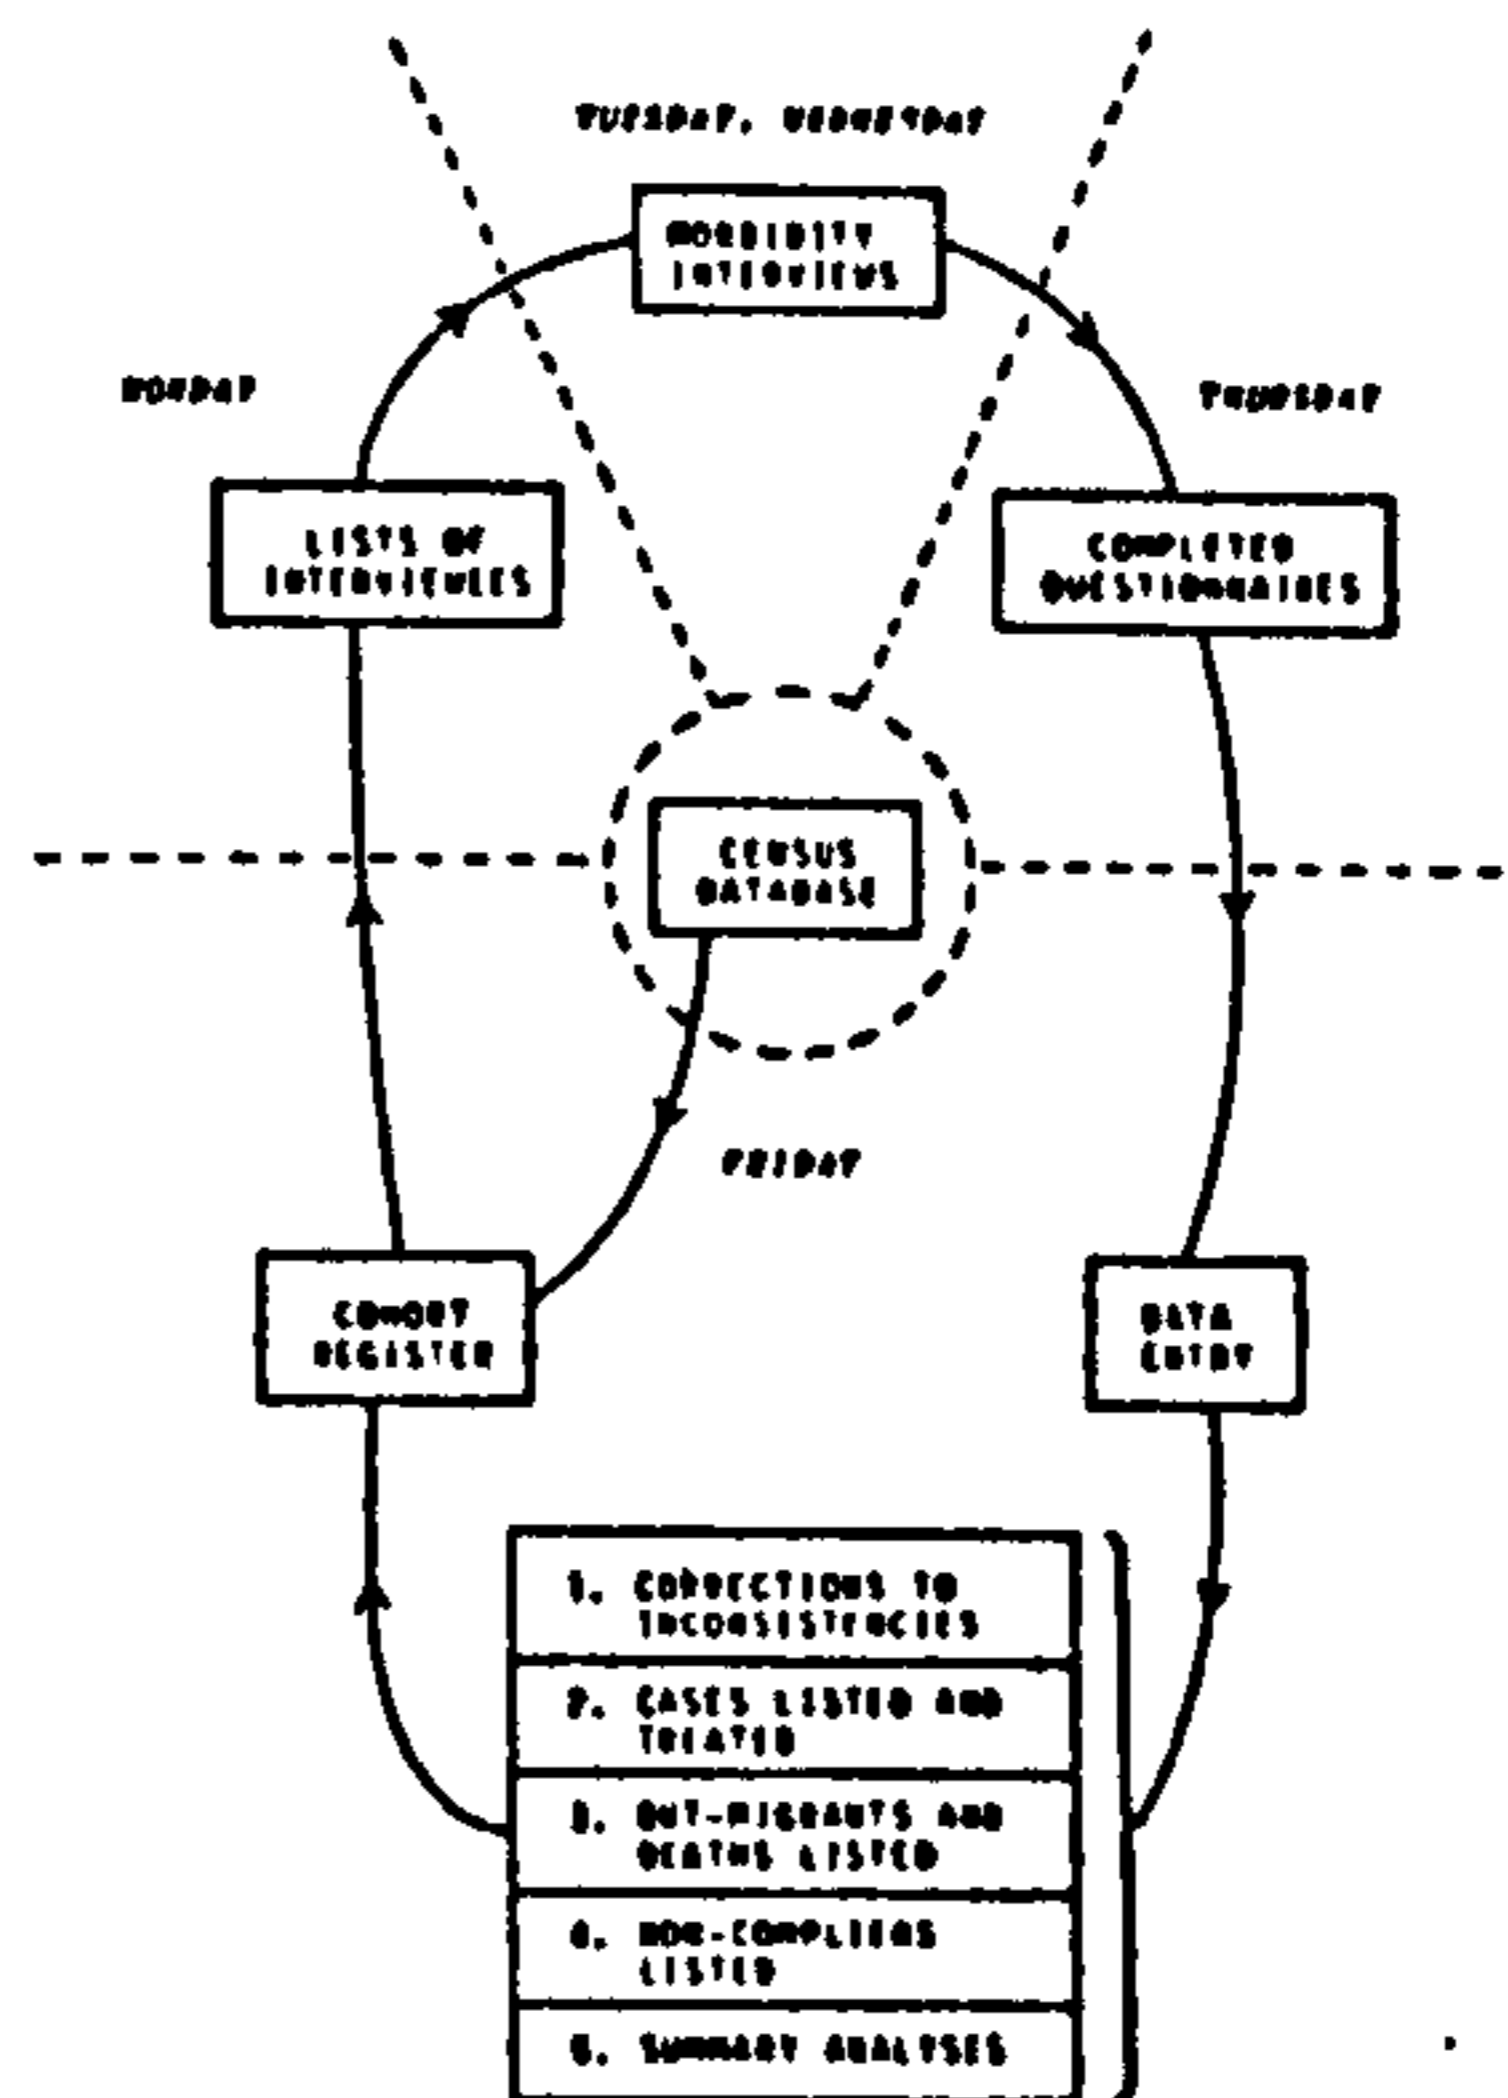 TUESDAY, WEDNESDAY
MORBIDITY
INTERVIEWS
MONDAY
THURSDAY
LISTS OF
INTERVIEWEES
COMPLETED
QUESTIONNAIRES
CENSUS
DATABASE
FRIDAY
COHORT
REGISTER
DATA
ENTRY
1. CORRECTIONS TO
INCONSISTENCIES
2. CASES LISTED AND
TREATED
3. OUT-MIGRANTS AND
DEATHS LISTED
4. NON-COMPLIERS
LISTED
5. SUMMARY ANALYSES